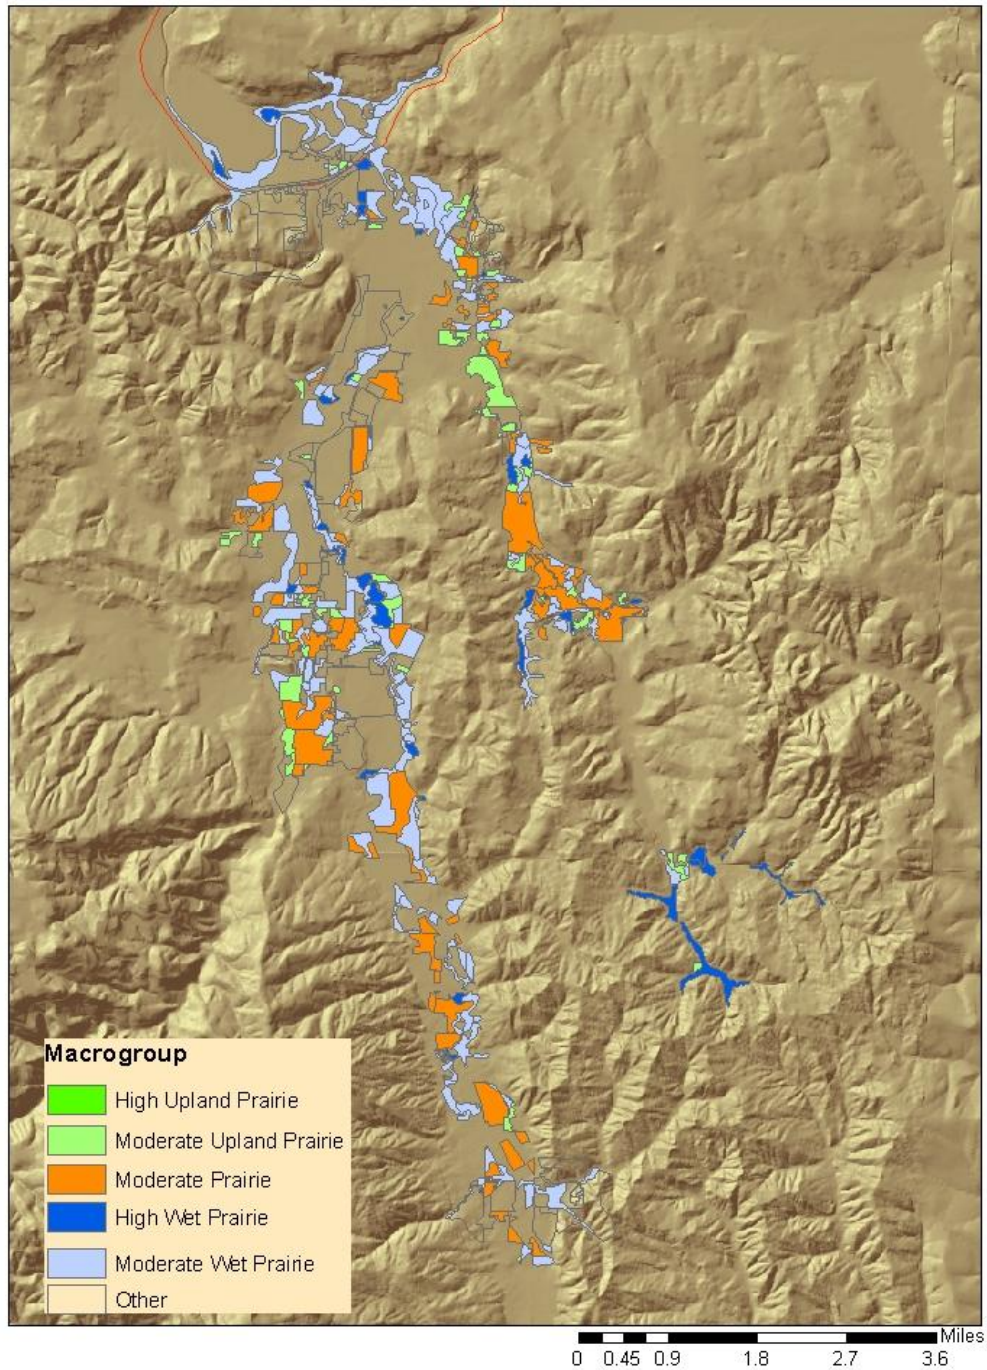 Macrogroup
High Upland Prairie
Moderate Upland Prairie
Moderate Prairie
High Wet Prairie
Moderate Wet Prairie
Other
Miles
0 0.45 0.9 1.8 2.7 3.6